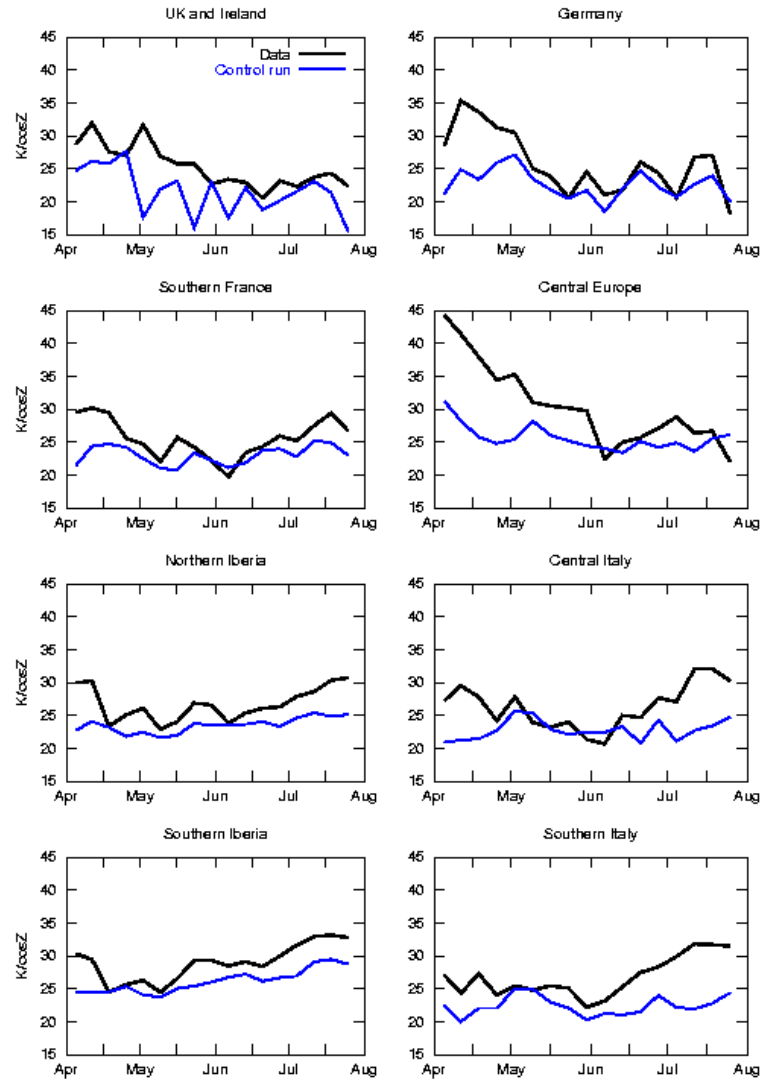 UK and Ireland
Germany
45
40
35
30
25
20
15
K/cosZ
Data
Control run
Apr May Jun Jul Aug
45
40
35
30
25
20
15
Apr May Jun Jul Aug
Southern France
Central Europe
45
40
35
30
25
20
15
K/cosZ
Apr May Jun Jul Aug
45
40
35
30
25
20
15
Apr May Jun Jul Aug
Northern Iberia
Central Italy
45
40
35
30
25
20
15
K/cosZ
Apr May Jun Jul Aug
45
40
35
30
25
20
15
Apr May Jun Jul Aug
Southern Iberia
Southern Italy
45
40
35
30
25
20
15
K/cosZ
Apr May Jun Jul Aug
45
40
35
30
25
20
15
Apr May Jun Jul Aug